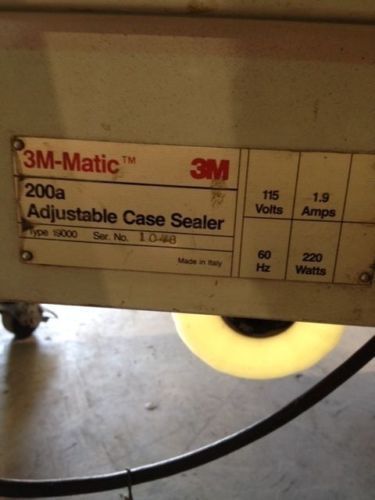 3M-Matic™ 3M
200a
Adjustable Case Sealer
Type 19000 Ser. No. 1048
Made in Italy
115 Volts
1.9 Amps
60 Hz
220 Watts